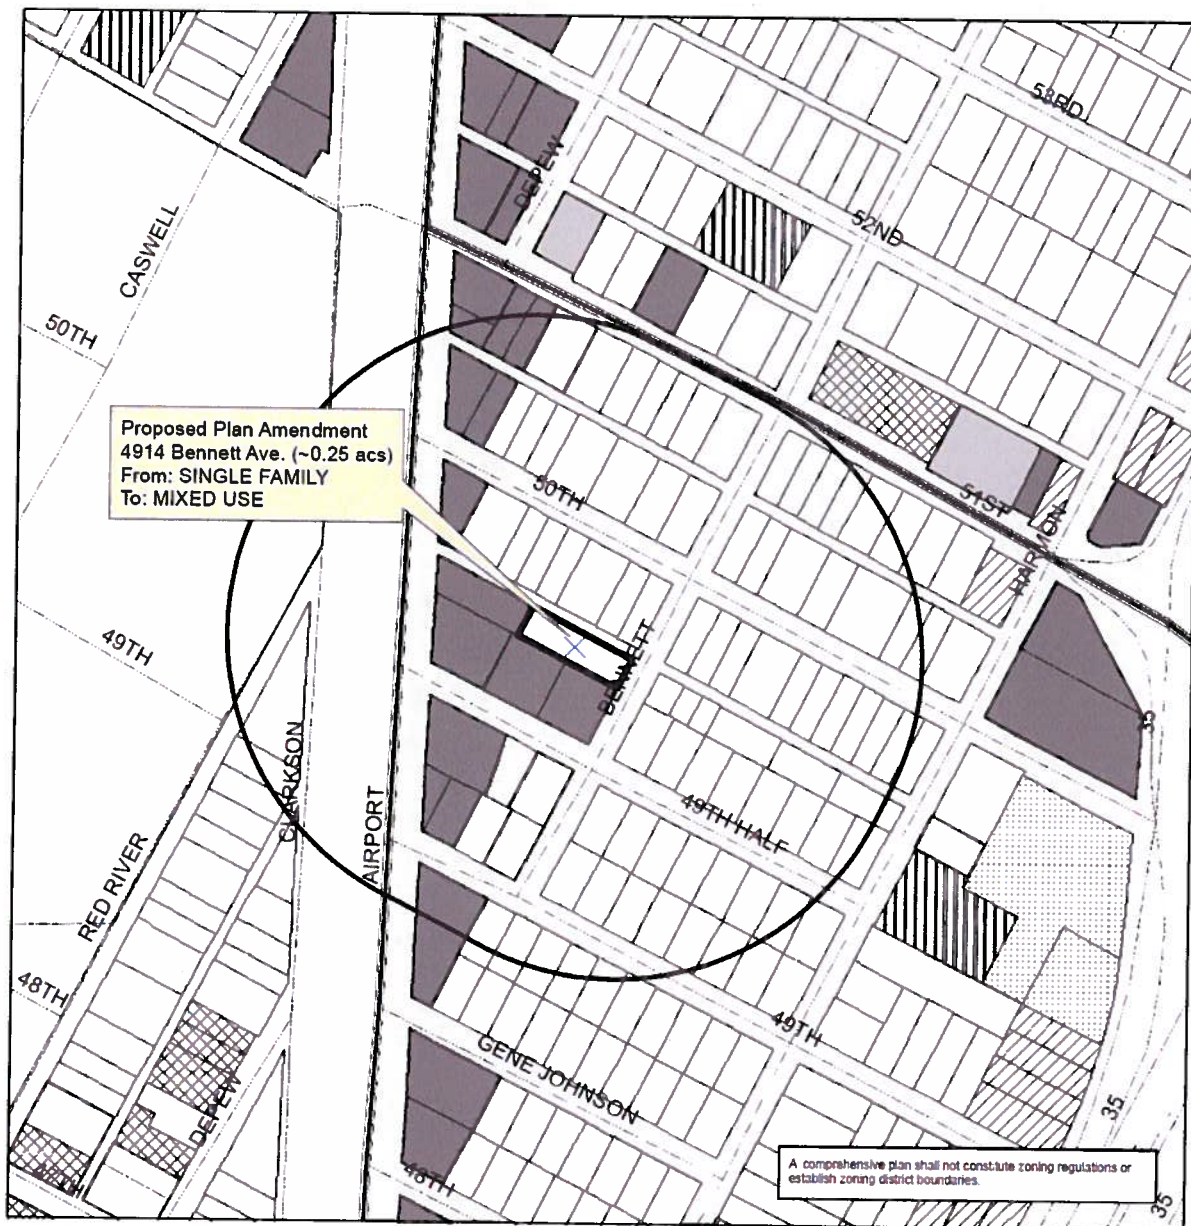 53RD
DEPEW
52ND
CASWELL
50TH
Proposed Plan Amendment
4914 Bennett Ave. (~0.25 acs)
From: SINGLE FAMILY
To: MIXED USE
50TH
51ST
HARMON
49TH
BENNETT
35
CLARKSON
AIRPORT
49TH HALF
RED RIVER
48TH
49TH
GENE JOHNSON
DEPEW
35
A comprehensive plan shall not constitute zoning regulations or
establish zoning district boundaries.
48TH
35